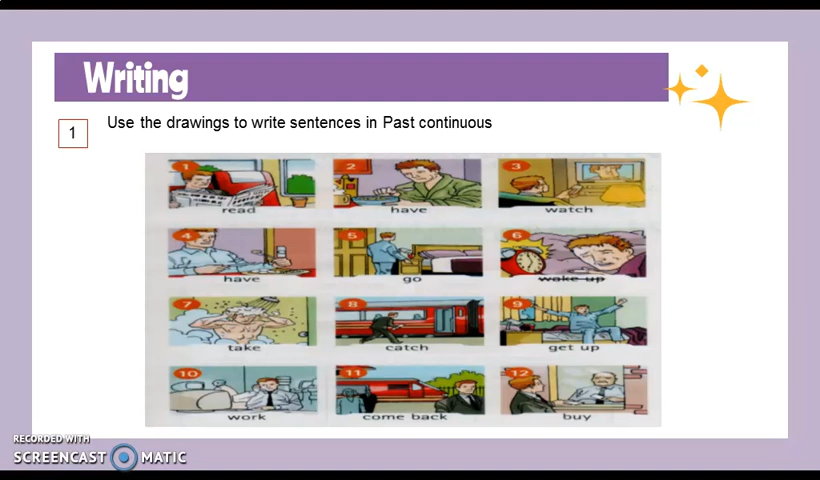 Writing
1
Use the drawings to write sentences in Past continuous
1 2 3
read have watch
4 5 6
have go wake up
7 8 9
take catch get up
10 11 12
work come back buy
RECORDED WITH
SCREENCAST MATIC